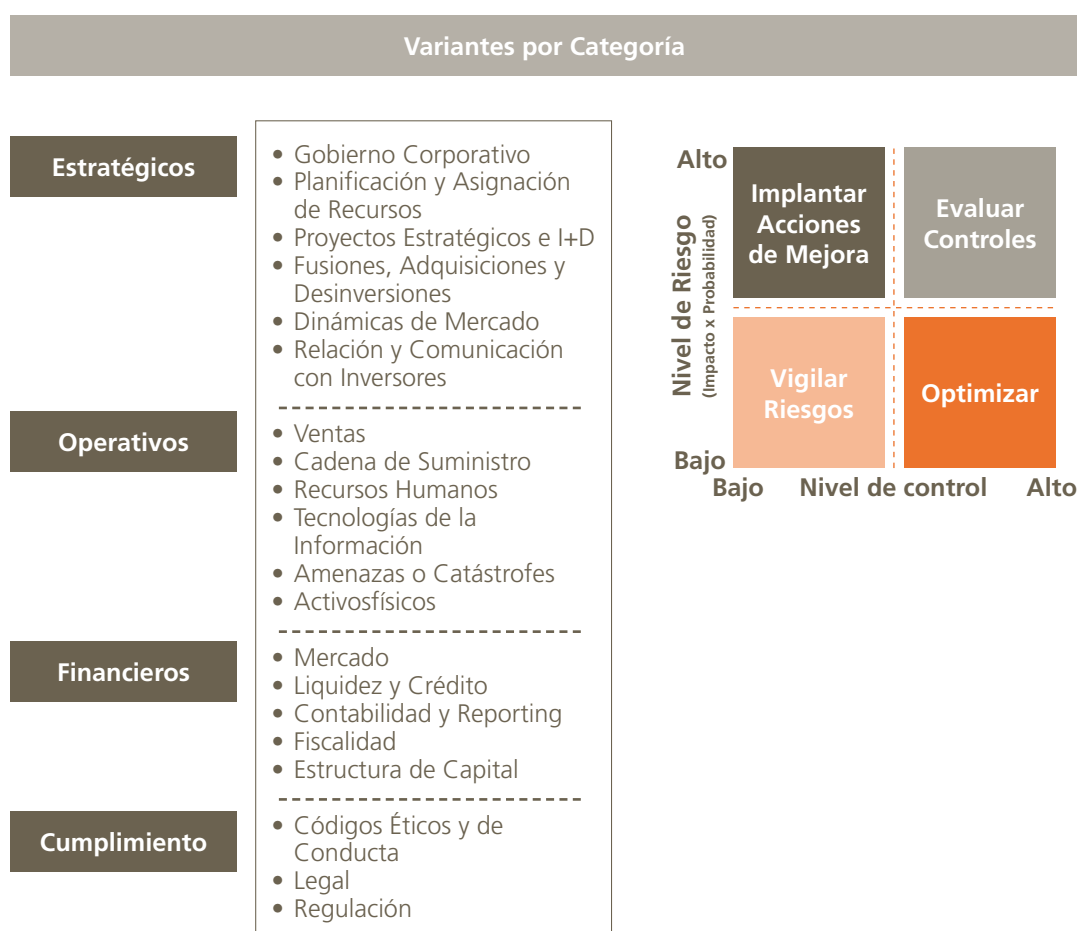 Variantes por Categoría
Estratégicos
• Gobierno Corporativo
• Planificación y Asignación
de Recursos
• Proyectos Estratégicos e I+D
• Fusiones, Adquisiciones y
Desinversiones
• Dinámicas de Mercado
• Relación y Comunicación
con Inversores
Operativos
• Ventas
• Cadena de Suministro
• Recursos Humanos
• Tecnologías de la
Información
• Amenazas o Catástrofes
• Activosfísicos
Financieros
• Mercado
• Liquidez y Crédito
• Contabilidad y Reporting
• Fiscalidad
• Estructura de Capital
Cumplimiento
• Códigos Éticos y de
Conducta
• Legal
• Regulación
Alto
Nivel de Riesgo
(Impacto x Probabilidad)
Bajo
Implantar
Acciones
de Mejora
Evaluar
Controles
Vigilar
Riesgos
Optimizar
Bajo Nivel de control Alto